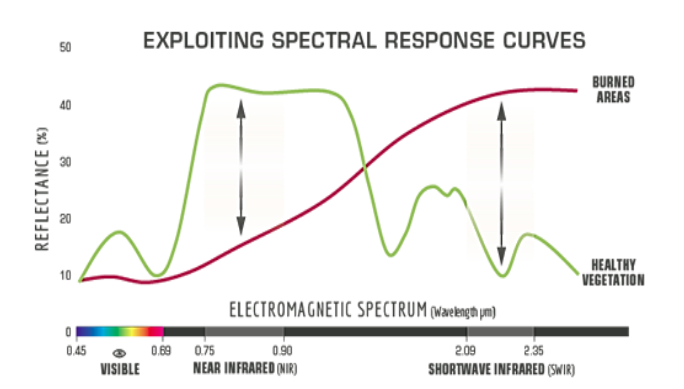 EXPLOITING SPECTRAL RESPONSE CURVES
50
40
30
20
10
0
REFLECTANCE (%)
BURNED
AREAS
HEALTHY
VEGETATION
ELECTROMAGNETIC SPECTRUM (Wavelength µm)
0.45 0.69 0.75 0.90 2.09 2.35
VISIBLE NEAR INFRARED (NIR) SHORTWAVE INFRARED (SWIR)